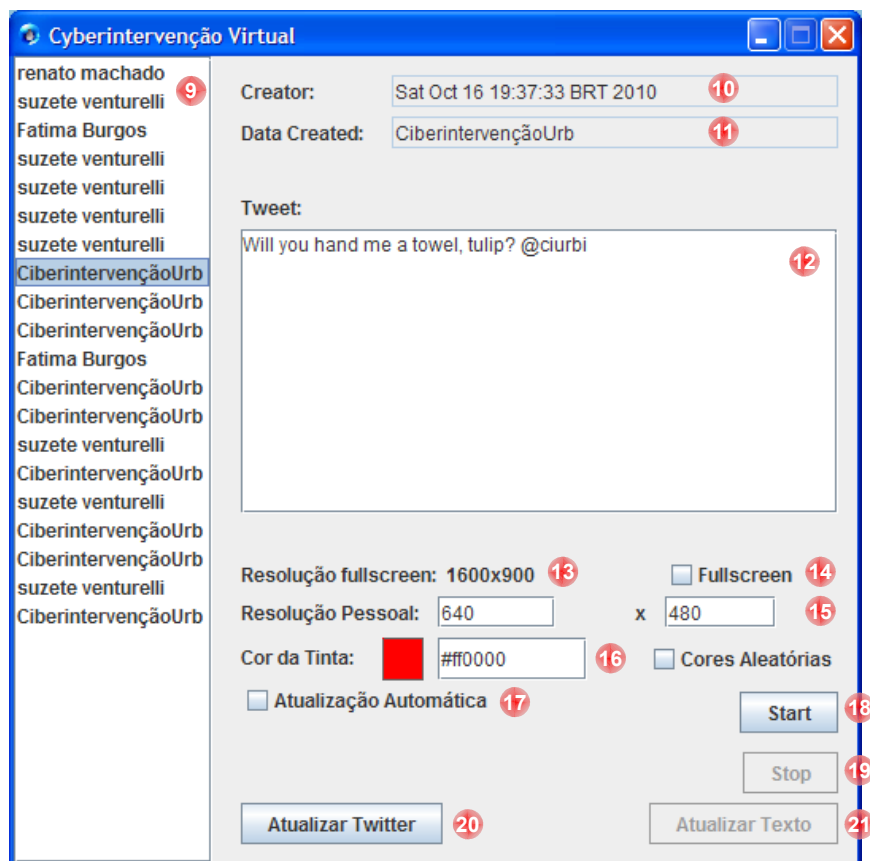 Cyberintervenção Virtual
renato machado
suzete venturelli 9
Fatima Burgos
suzete venturelli
suzete venturelli
suzete venturelli
suzete venturelli
CiberintervençãoUrb
CiberintervençãoUrb
CiberintervençãoUrb
Fatima Burgos
CiberintervençãoUrb
CiberintervençãoUrb
suzete venturelli
CiberintervençãoUrb
suzete venturelli
CiberintervençãoUrb
CiberintervençãoUrb
suzete venturelli
CiberintervençãoUrb
Creator: Sat Oct 16 19:37:33 BRT 2010 10
Data Created: CiberintervençãoUrb 11
Tweet:
Will you hand me a towel, tulip? @ciurbi 12
Resolução fullscreen: 1600x900 13 Fullscreen 14
Resolução Pessoal: 640 x 480 15
Cor da Tinta: #ff0000 16 Cores Aleatórias
Atualização Automática 17
Start 18
Stop 19
Atualizar Twitter 20 Atualizar Texto 21